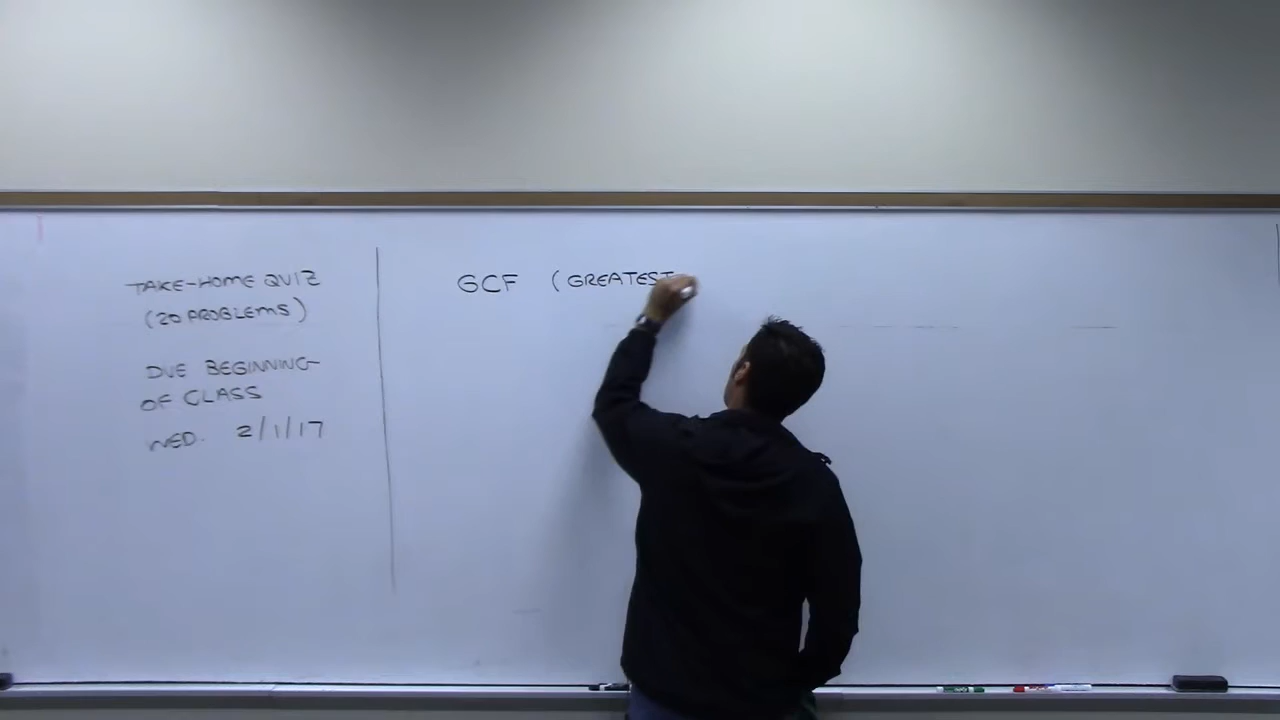 TAKE-HOME QUIZ
(20 PROBLEMS)
DUE BEGINNING
OF CLASS
WED. 2/1/17
GCF (GREATEST